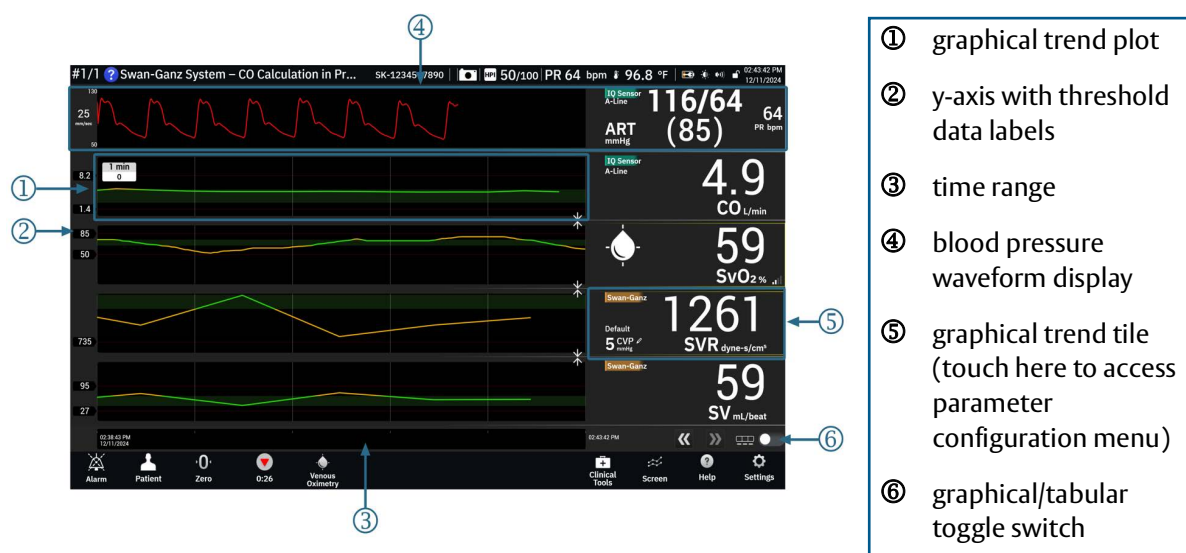 ④
#1/1 ? Swan-Ganz System – CO Calculation in Pr... SK-1234567890 HPI 50/100 PR 64 bpm 96.8 °F 02:43:42 PM 12/11/2024
130
25
mm/sec
50
IQ Sensor
A-Line
ART
mmHg
116/64
(85)
64
PR bpm
①
8.2
1.4
1 min
0
IQ Sensor
A-Line
4.9
CO L/min
②
85
50
59
SvO2 %
735
Swan-Ganz
Default
5 CVP
mmHg
1261
SVR dyne-s/cm⁵
⑤
95
27
Swan-Ganz
59
SV mL/beat
02:38:43 PM
12/11/2024
02:43:42 PM
« »
⑥
Alarm
Patient
·0·
Zero
0:26
Venous
Oximetry
Clinical
Tools
Screen
?
Help
Settings
③
① graphical trend plot
② y-axis with threshold
data labels
③ time range
④ blood pressure
waveform display
⑤ graphical trend tile
(touch here to access
parameter
configuration menu)
⑥ graphical/tabular
toggle switch